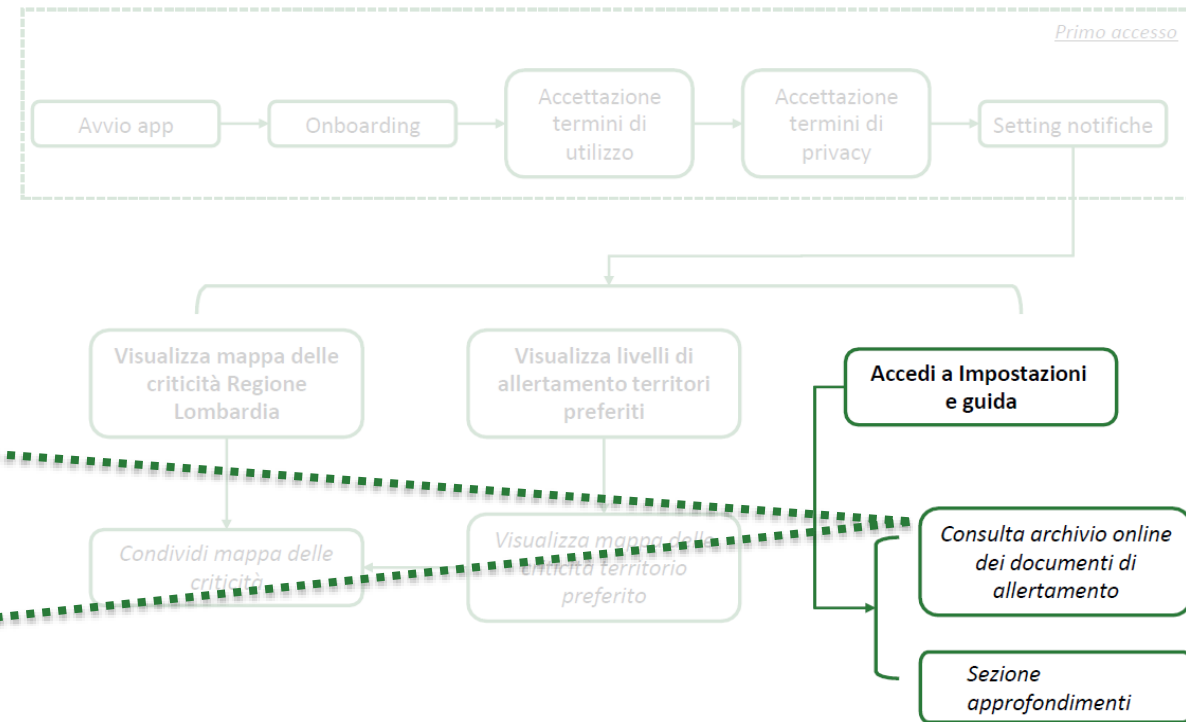 Primo accesso
Avvio app
Onboarding
Accettazione
termini di
utilizzo
Accettazione
termini di
privacy
Setting notifiche
Visualizza mappa delle
criticità Regione
Lombardia
Visualizza livelli di
allertamento territori
preferiti
Accedi a Impostazioni
e guida
Condividi mappa delle
criticità
Visualizza mappa delle
criticità territorio
preferito
Consulta archivio online
dei documenti di
allertamento
Sezione
approfondimenti